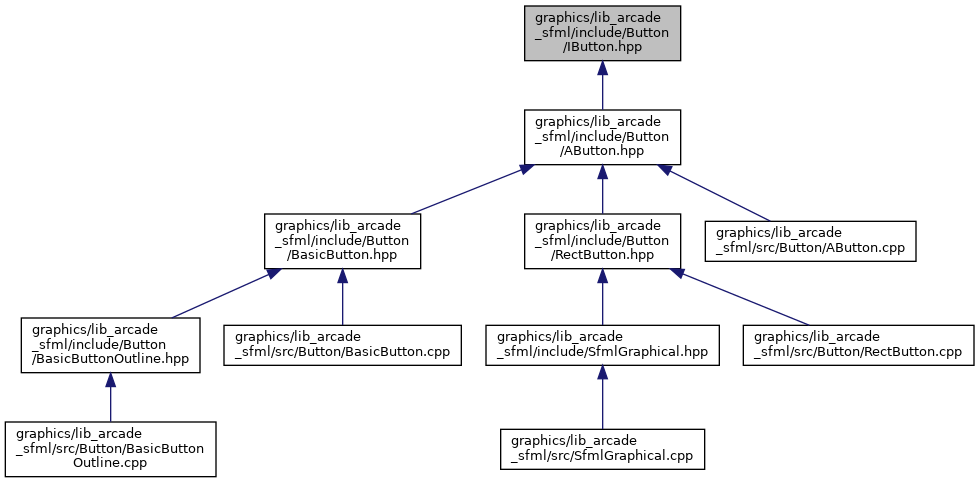 graphics/lib_arcade
_sfml/include/Button
/IButton.hpp
graphics/lib_arcade
_sfml/include/Button
/AButton.hpp
graphics/lib_arcade
_sfml/include/Button
/BasicButton.hpp
graphics/lib_arcade
_sfml/include/Button
/RectButton.hpp
graphics/lib_arcade
_sfml/src/Button/AButton.cpp
graphics/lib_arcade
_sfml/include/Button
/BasicButtonOutline.hpp
graphics/lib_arcade
_sfml/src/Button/BasicButton.cpp
graphics/lib_arcade
_sfml/include/SfmlGraphical.hpp
graphics/lib_arcade
_sfml/src/Button/RectButton.cpp
graphics/lib_arcade
_sfml/src/Button/BasicButton
Outline.cpp
graphics/lib_arcade
_sfml/src/SfmlGraphical.cpp